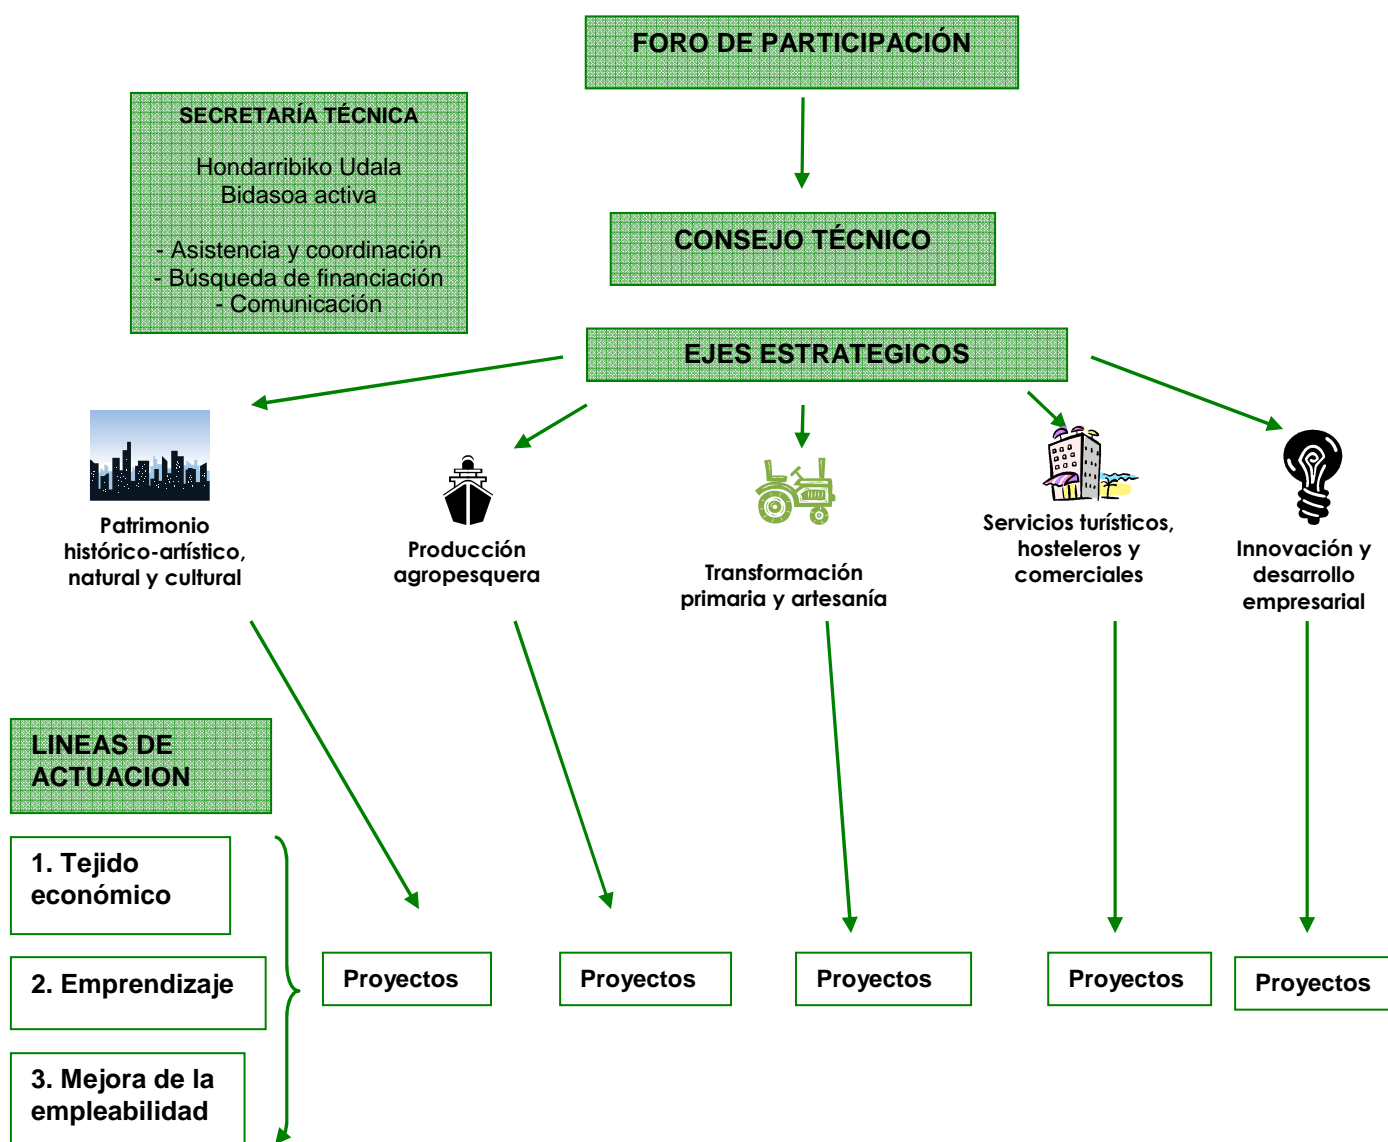 FORO DE PARTICIPACIÓN
SECRETARÍA TÉCNICA
Hondarribiko Udala
Bidasoa activa
- Asistencia y coordinación
- Búsqueda de financiación
- Comunicación
CONSEJO TÉCNICO
EJES ESTRATEGICOS
Patrimonio
histórico-artístico,
natural y cultural
Producción
agropesquera
Transformación
primaria y artesanía
Servicios turísticos,
hosteleros y
comerciales
Innovación y
desarrollo
empresarial
LINEAS DE
ACTUACION
1. Tejido
económico
2. Emprendizaje
3. Mejora de la
empleabilidad
Proyectos
Proyectos
Proyectos
Proyectos
Proyectos